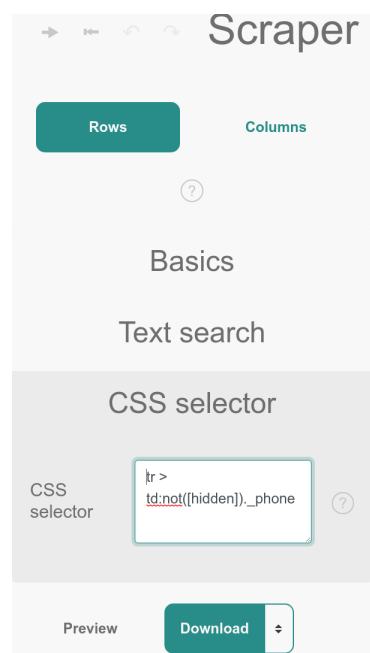 Scraper
Rows Columns
?
Basics
Text search
CSS selector
CSS
selector
tr >
td:not([hidden])._phone
?
Preview Download